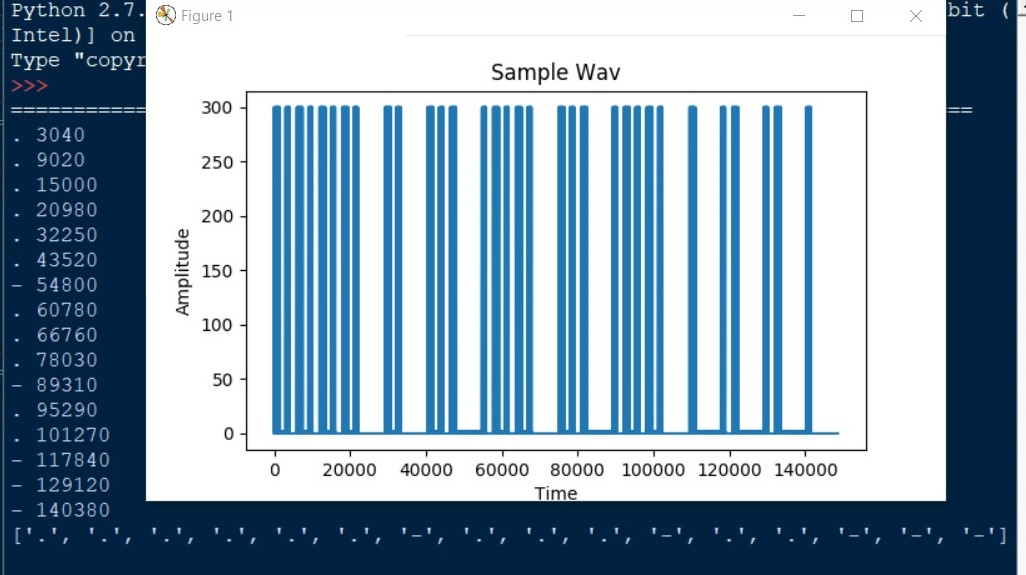 Python 2.7.
bit (
Intel)] on
Type "copyr
>>>
Figure 1
Sample Wav
Amplitude
300
250
200
150
100
50
0
0 20000 40000 60000 80000 100000 120000 140000
Time
. 3040
. 9020
. 15000
. 20980
. 32250
. 43520
- 54800
. 60780
. 66760
. 78030
- 89310
. 95290
. 101270
- 117840
- 129120
- 140380
['.', '.', '.', '.', '.', '.', '-', '.', '.', '.', '-', '.', '.', '-', '-', '-']